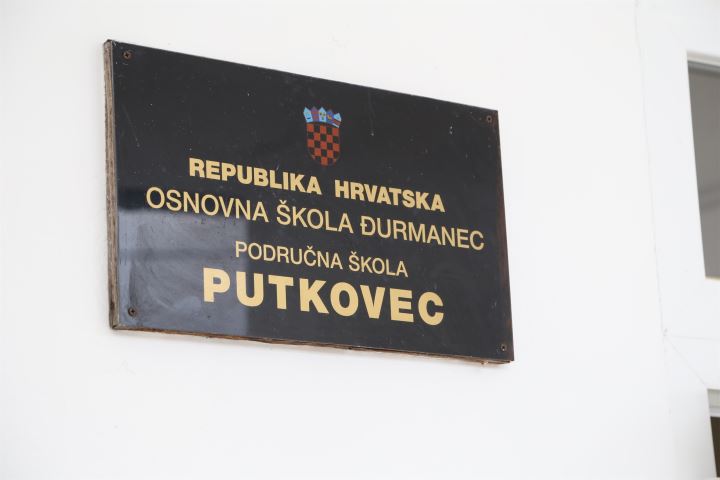 REPUBLIKA HRVATSKA
OSNOVNA ŠKOLA ĐURMANEC
PODRUČNA ŠKOLA
PUTKOVEC